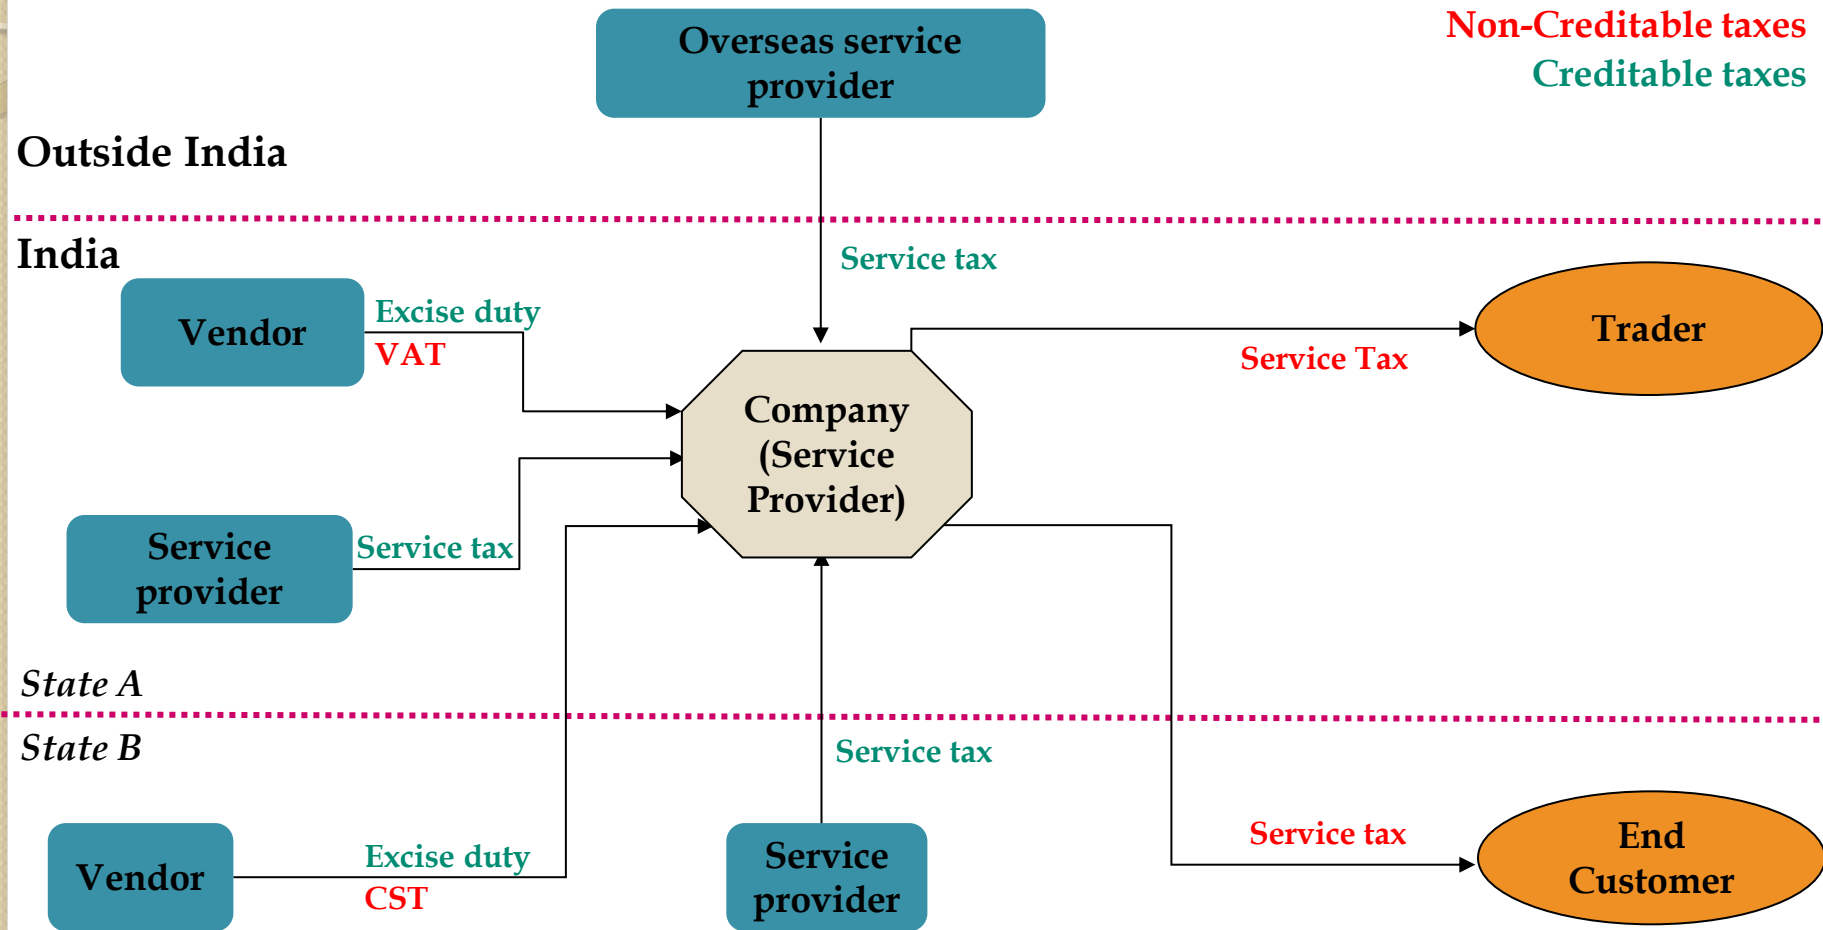 Overseas service
provider
Non-Creditable taxes
Creditable taxes
Outside India
India
Service tax
Vendor
Excise duty
VAT
Trader
Service Tax
Company
(Service
Provider)
Service
provider
Service tax
State A
State B
Service tax
Vendor
Excise duty
CST
Service
provider
Service tax
End
Customer